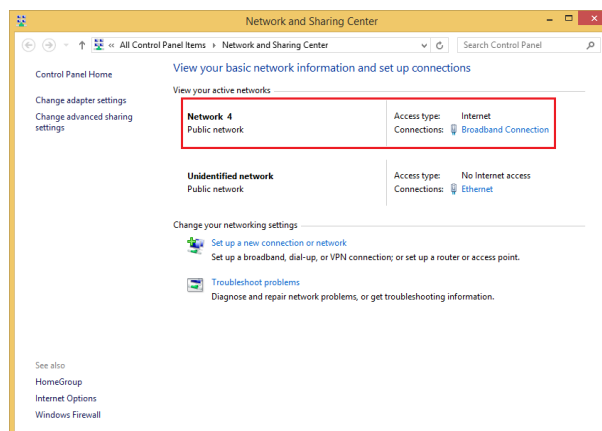 Network and Sharing Center
« All Control Panel Items › Network and Sharing Center
Search Control Panel
Control Panel Home
Change adapter settings
Change advanced sharing
settings
View your basic network information and set up connections
View your active networks
Network 4
Public network
Access type: Internet
Connections: Broadband Connection
Unidentified network
Public network
Access type: No Internet access
Connections: Ethernet
Change your networking settings
Set up a new connection or network
Set up a broadband, dial-up, or VPN connection; or set up a router or access point.
Troubleshoot problems
Diagnose and repair network problems, or get troubleshooting information.
See also
HomeGroup
Internet Options
Windows Firewall